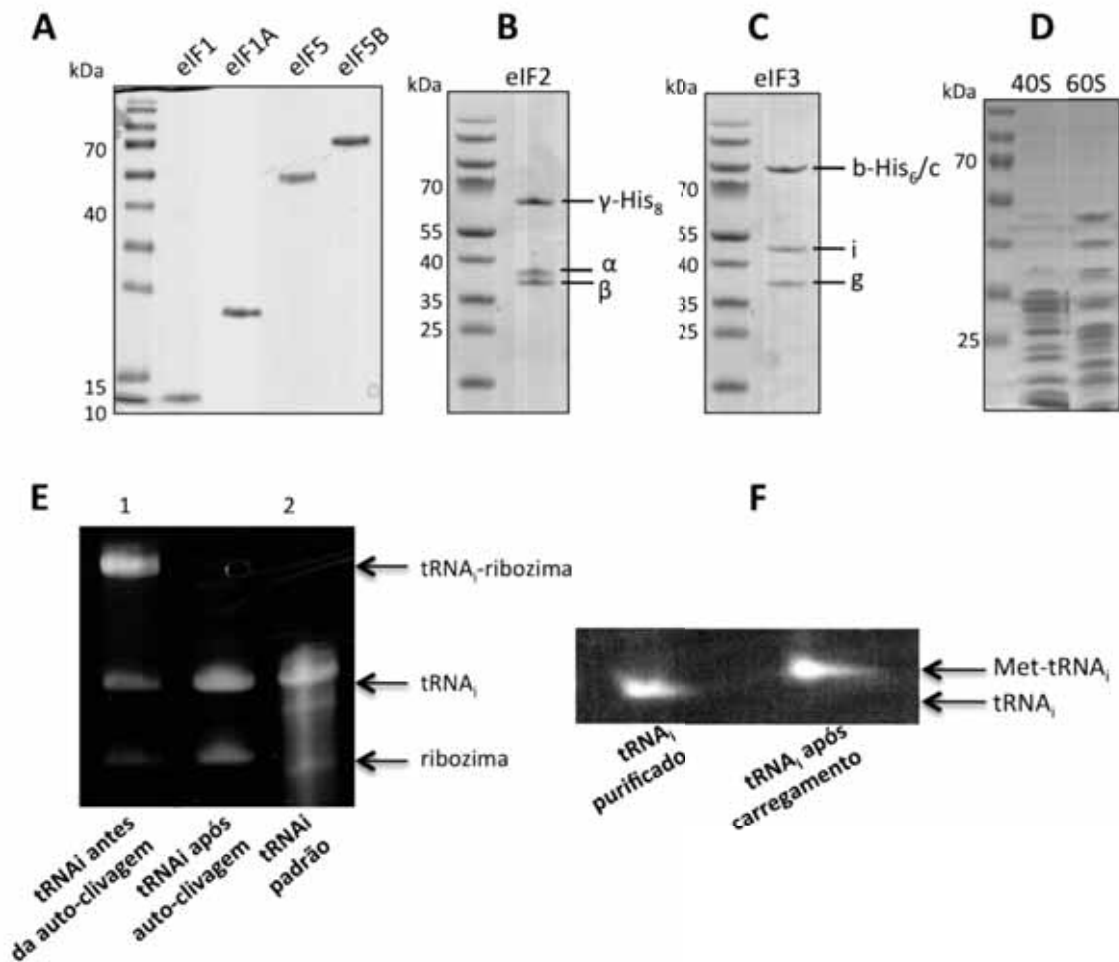 A
kDa
eIF1
eIF1A
eIF5
eIF5B
70
40
15
10
B
kDa
eIF2
70
55
40
35
25
γ-His₈
α
β
C
kDa
eIF3
70
55
40
35
25
b-His₆/c
i
g
D
kDa
40S 60S
70
25
E
1 2
tRNAᵢ-ribozima
tRNAᵢ
ribozima
tRNAi antes
da auto-clivagem
tRNAi após
auto-clivagem
tRNAi
padrão
F
Met-tRNAᵢ
tRNAᵢ
tRNAᵢ
purificado
tRNAᵢ após
carregamento